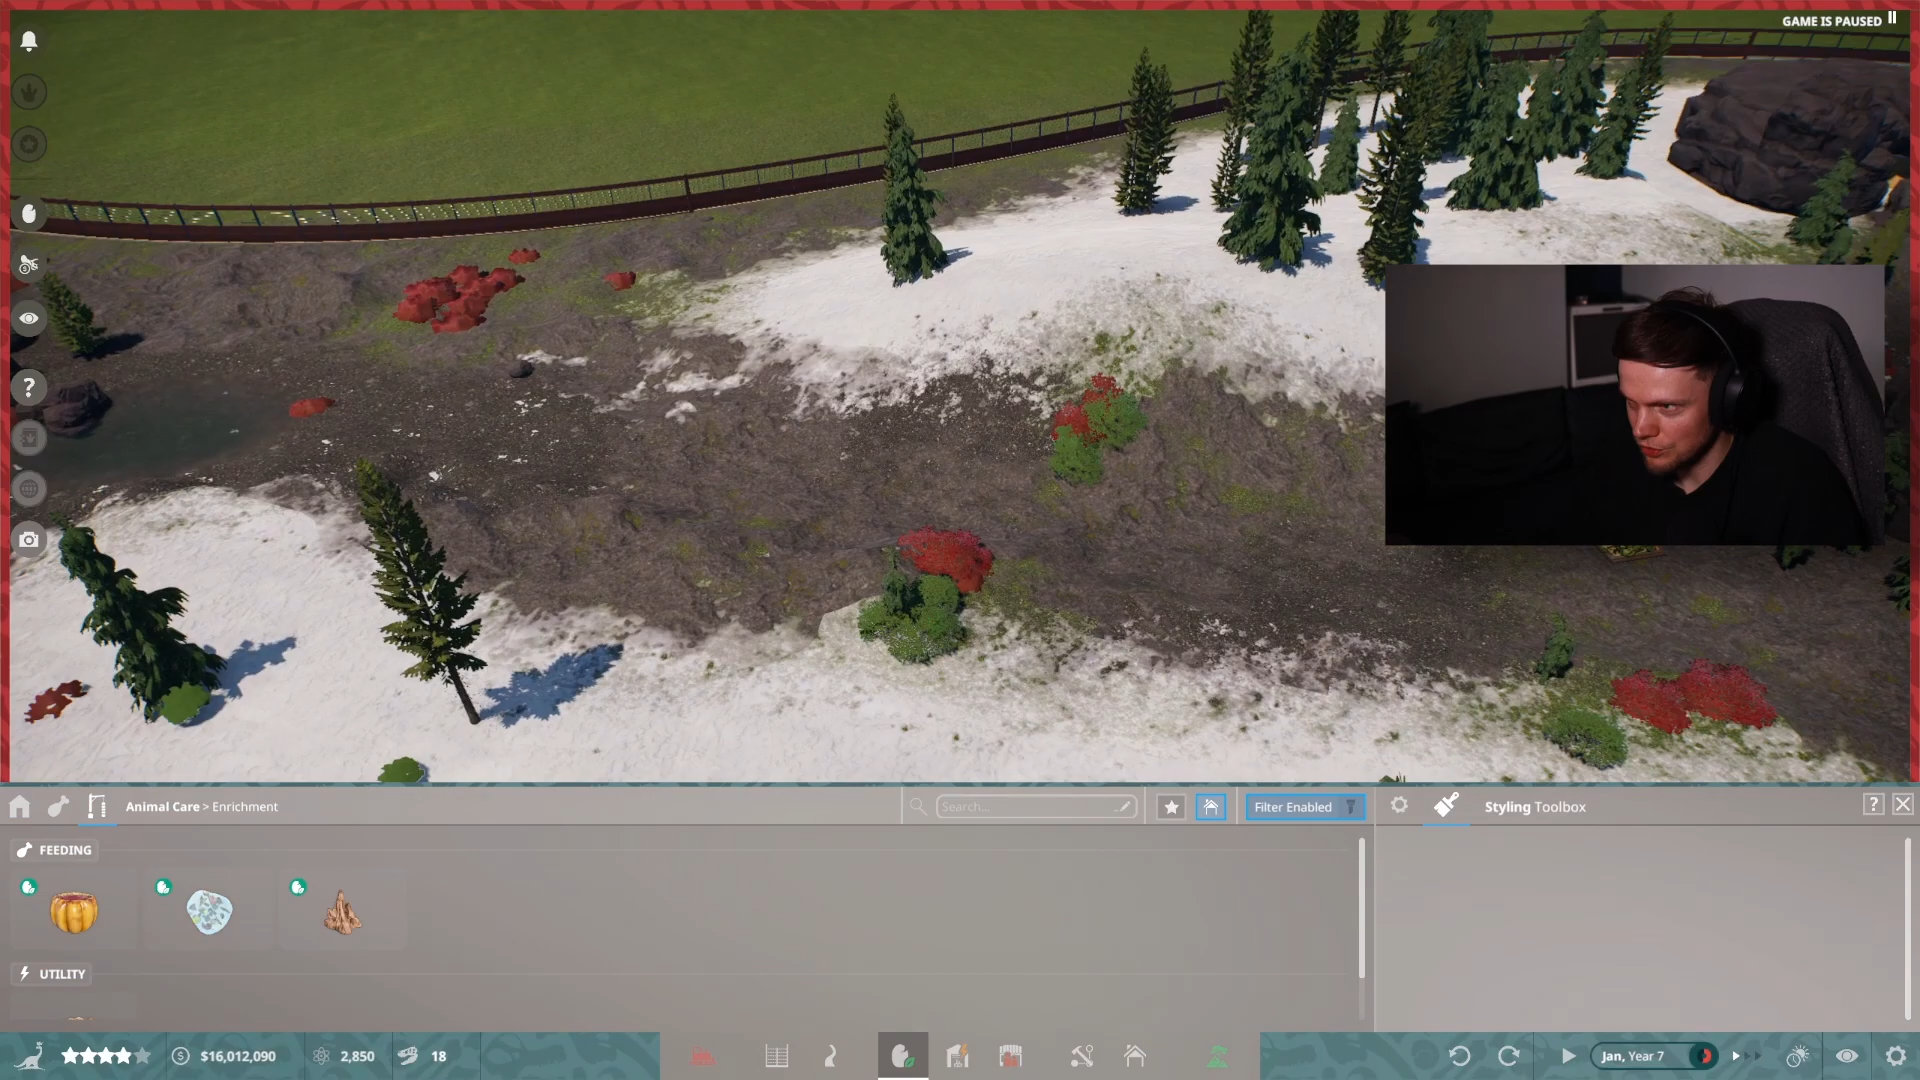 GAME IS PAUSED
Animal Care > Enrichment
Search...
Filter Enabled
Styling Toolbox
?
FEEDING
UTILITY
$16,012,090
2,850
18
Jan, Year 7